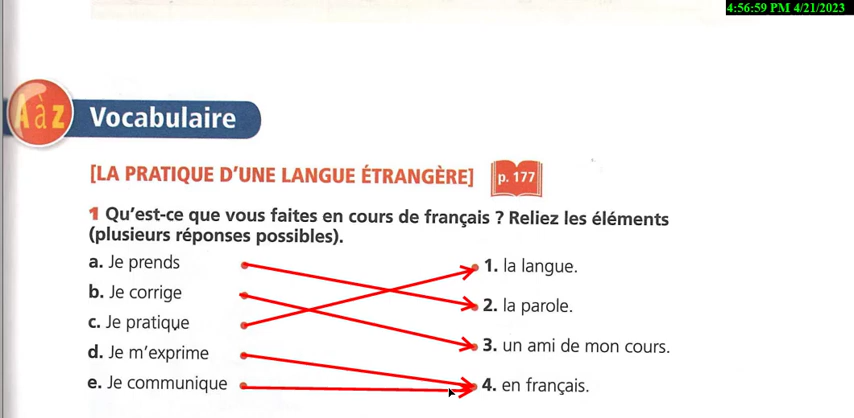 4:56:59 PM 4/21/2023
A à Z
Vocabulaire
[LA PRATIQUE D'UNE LANGUE ÉTRANGÈRE] p. 177
1 Qu'est-ce que vous faites en cours de français ? Reliez les éléments
(plusieurs réponses possibles).
a. Je prends
b. Je corrige
c. Je pratique
d. Je m'exprime
e. Je communique
1. la langue.
2. la parole.
3. un ami de mon cours.
4. en français.